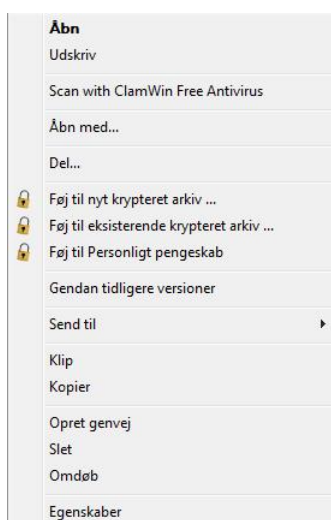 Åbn
Udskriv
Scan with ClamWin Free Antivirus
Åbn med...
Del...
Føj til nyt krypteret arkiv ...
Føj til eksisterende krypteret arkiv ...
Føj til Personligt pengeskab
Gendan tidligere versioner
Send til
Klip
Kopier
Opret genvej
Slet
Omdøb
Egenskaber